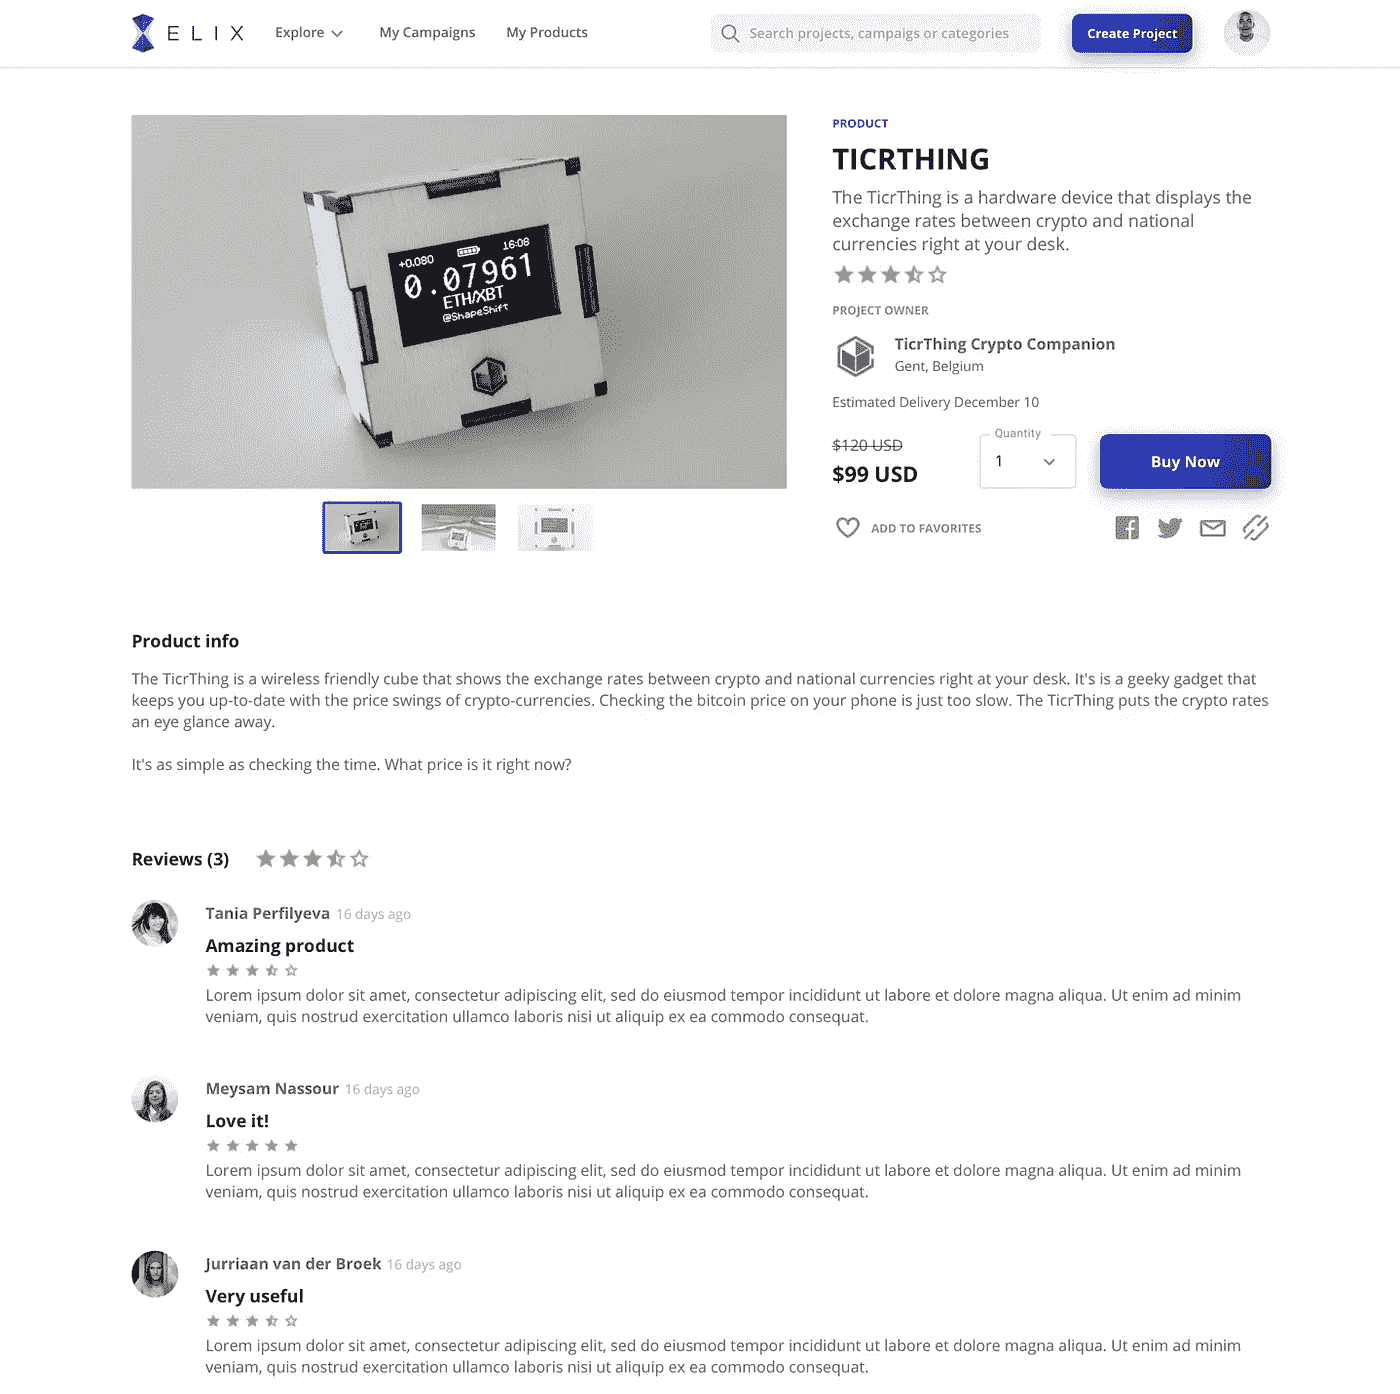 ELIX
Explore
My Campaigns
My Products
Search projects, campaigs or categories
Create Project
+0.080
16:08
0.07961
ETH/XBT
@ShapeShift
PRODUCT
TICRTHING
The TicrThing is a hardware device that displays the
exchange rates between crypto and national
currencies right at your desk.
PROJECT OWNER
TicrThing Crypto Companion
Gent, Belgium
Estimated Delivery December 10
$120 USD
$99 USD
Quantity
1
Buy Now
ADD TO FAVORITES
Product info
The TicrThing is a wireless friendly cube that shows the exchange rates between crypto and national currencies right at your desk. It's is a geeky gadget that
keeps you up-to-date with the price swings of crypto-currencies. Checking the bitcoin price on your phone is just too slow. The TicrThing puts the crypto rates
an eye glance away.
It's as simple as checking the time. What price is it right now?
Reviews (3)
Tania Perfilyeva 16 days ago
Amazing product
Lorem ipsum dolor sit amet, consectetur adipiscing elit, sed do eiusmod tempor incididunt ut labore et dolore magna aliqua. Ut enim ad minim
veniam, quis nostrud exercitation ullamco laboris nisi ut aliquip ex ea commodo consequat.
Meysam Nassour 16 days ago
Love it!
Lorem ipsum dolor sit amet, consectetur adipiscing elit, sed do eiusmod tempor incididunt ut labore et dolore magna aliqua. Ut enim ad minim
veniam, quis nostrud exercitation ullamco laboris nisi ut aliquip ex ea commodo consequat.
Jurriaan van der Broek 16 days ago
Very useful
Lorem ipsum dolor sit amet, consectetur adipiscing elit, sed do eiusmod tempor incididunt ut labore et dolore magna aliqua. Ut enim ad minim
veniam, quis nostrud exercitation ullamco laboris nisi ut aliquip ex ea commodo consequat.